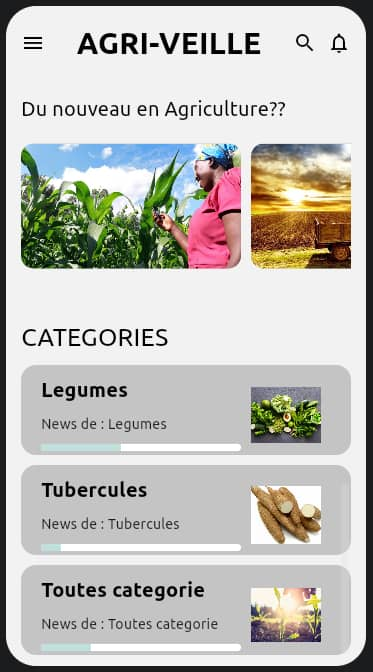 AGRI-VEILLE
Du nouveau en Agriculture??
CATEGORIES
Legumes
News de : Legumes
Tubercules
News de : Tubercules
Toutes categorie
News de : Toutes categorie